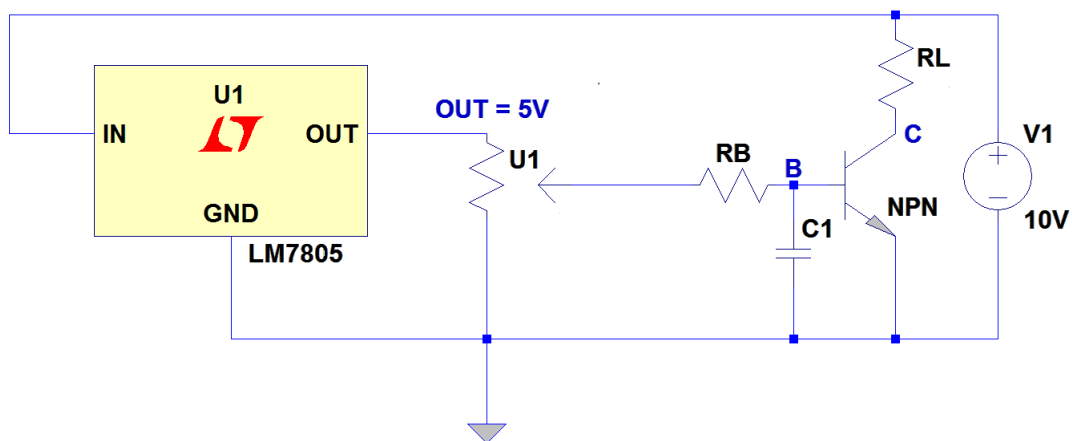 RL
U1
OUT = 5V
IN
OUT
U1
RB
B
C
V1
GND
C1
NPN
10V
LM7805